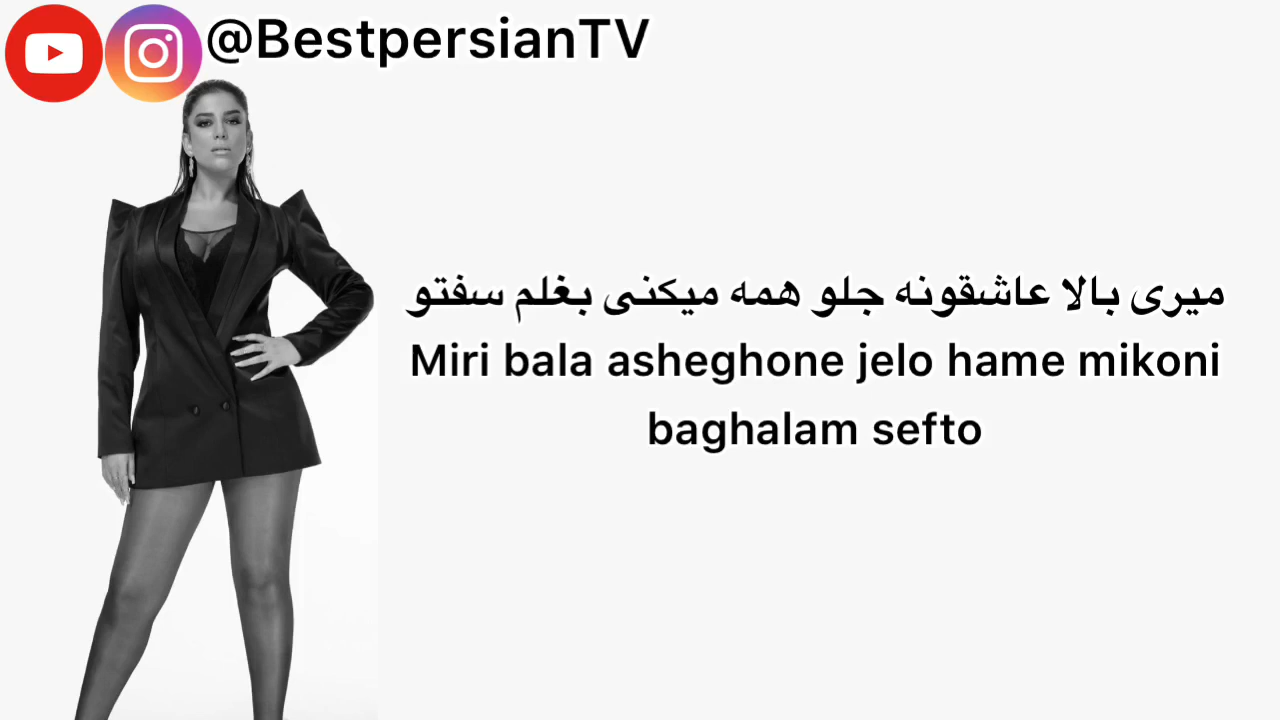 @BestpersianTV
میری بالا عاشقونه جلو همه میکنی بغلم سفتو
Miri bala asheghone jelo hame mikoni
baghalam sefto